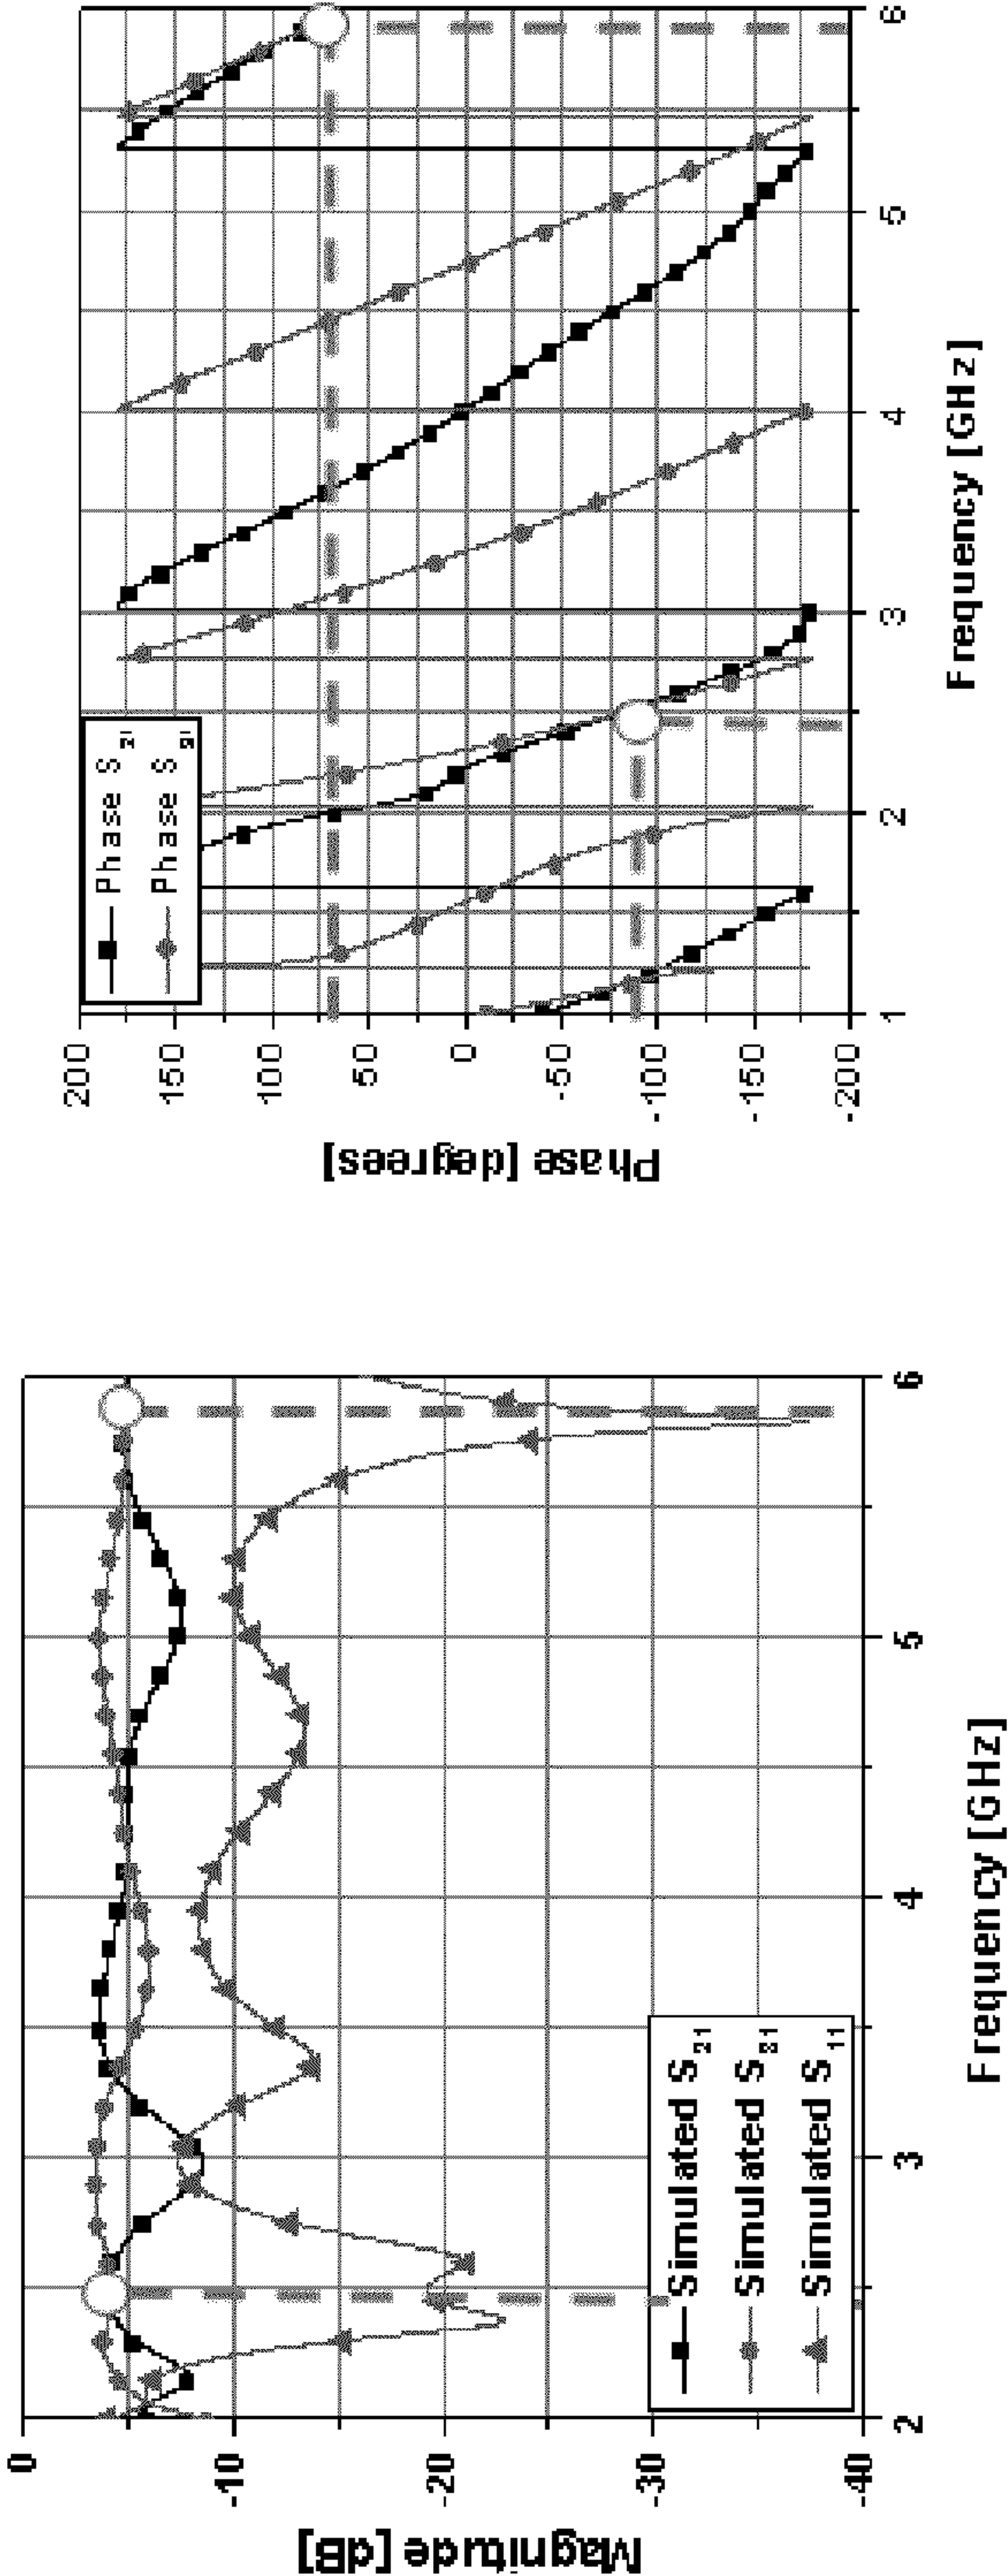 0
-10
-20
-30
-40
Magnitude [dB]
2
3
4
5
6
Frequency [GHz]
Simulated S21
Simulated S31
Simulated S11
200
150
100
50
0
-50
-100
-150
-200
Phase [degrees]
1
2
3
4
5
6
Frequency [GHz]
Phase S21
Phase S31